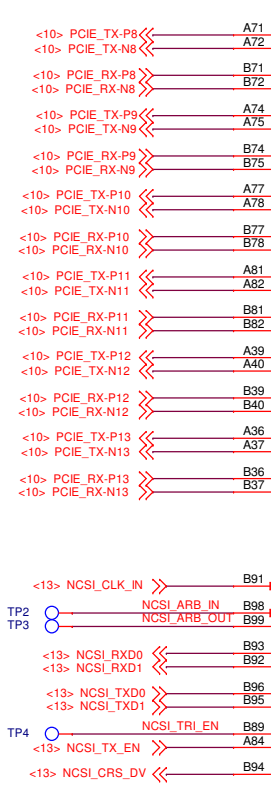 <10> PCIE_TX-P8 A71
<10> PCIE_TX-N8 A72
<10> PCIE_RX-P8 B71
<10> PCIE_RX-N8 B72
<10> PCIE_TX-P9 A74
<10> PCIE_TX-N9 A75
<10> PCIE_RX-P9 B74
<10> PCIE_RX-N9 B75
<10> PCIE_TX-P10 A77
<10> PCIE_TX-N10 A78
<10> PCIE_RX-P10 B77
<10> PCIE_RX-N10 B78
<10> PCIE_TX-P11 A81
<10> PCIE_TX-N11 A82
<10> PCIE_RX-P11 B81
<10> PCIE_RX-N11 B82
<10> PCIE_TX-P12 A39
<10> PCIE_TX-N12 A40
<10> PCIE_RX-P12 B39
<10> PCIE_RX-N12 B40
<10> PCIE_TX-P13 A36
<10> PCIE_TX-N13 A37
<10> PCIE_RX-P13 B36
<10> PCIE_RX-N13 B37
<13> NCSI_CLK_IN B91
TP2 NCSI_ARB_IN B98
TP3 NCSI_ARB_OUT B99
<13> NCSI_RXD0 B93
<13> NCSI_RXD1 B92
<13> NCSI_TXD0 B96
<13> NCSI_TXD1 B95
TP4 NCSI_TRI_EN B89
<13> NCSI_TX_EN A84
<13> NCSI_CRS_DV B94